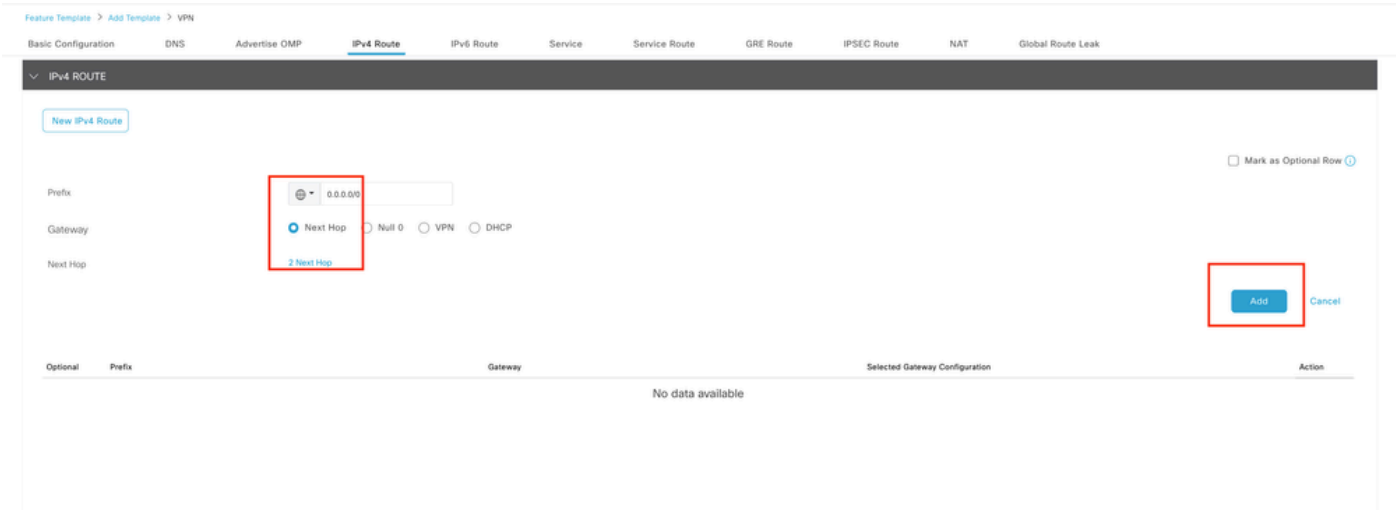 Feature Template > Add Template > VPN
Basic Configuration DNS Advertise OMP IPv4 Route IPv6 Route Service Service Route GRE Route IPSEC Route NAT Global Route Leak
IPv4 ROUTE
New IPv4 Route
Mark as Optional Row
Prefix 0.0.0.0/0
Gateway Next Hop Null 0 VPN DHCP
Next Hop 2 Next Hop
Add Cancel
Optional Prefix Gateway Selected Gateway Configuration Action
No data available